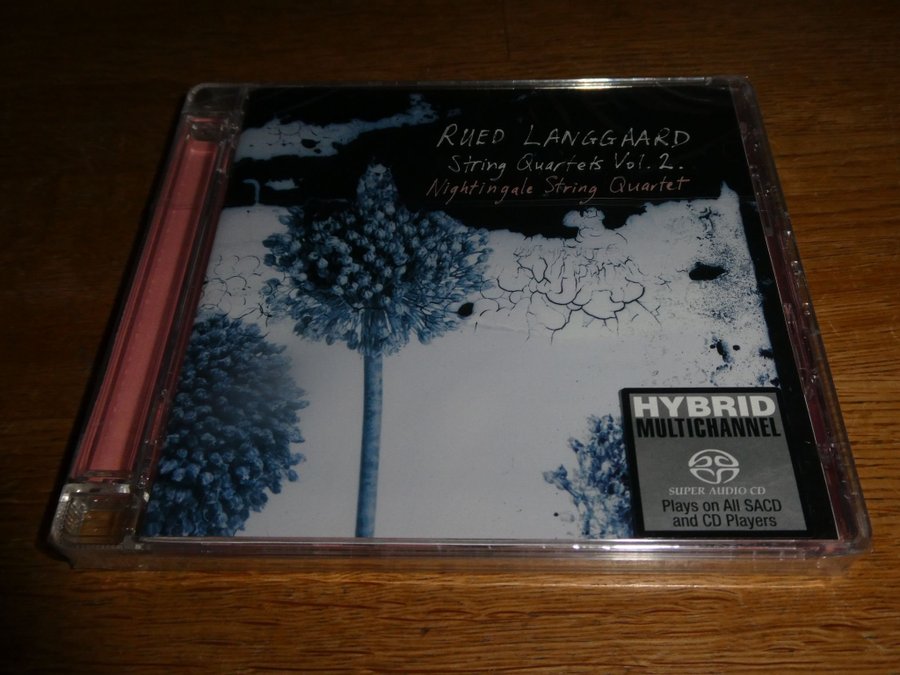 RUED LANGGAARD
String Quartets Vol. 2.
Nightingale String Quartet
HYBRID
MULTICHANNEL
SUPER AUDIO CD
Plays on All SACD
and CD Players